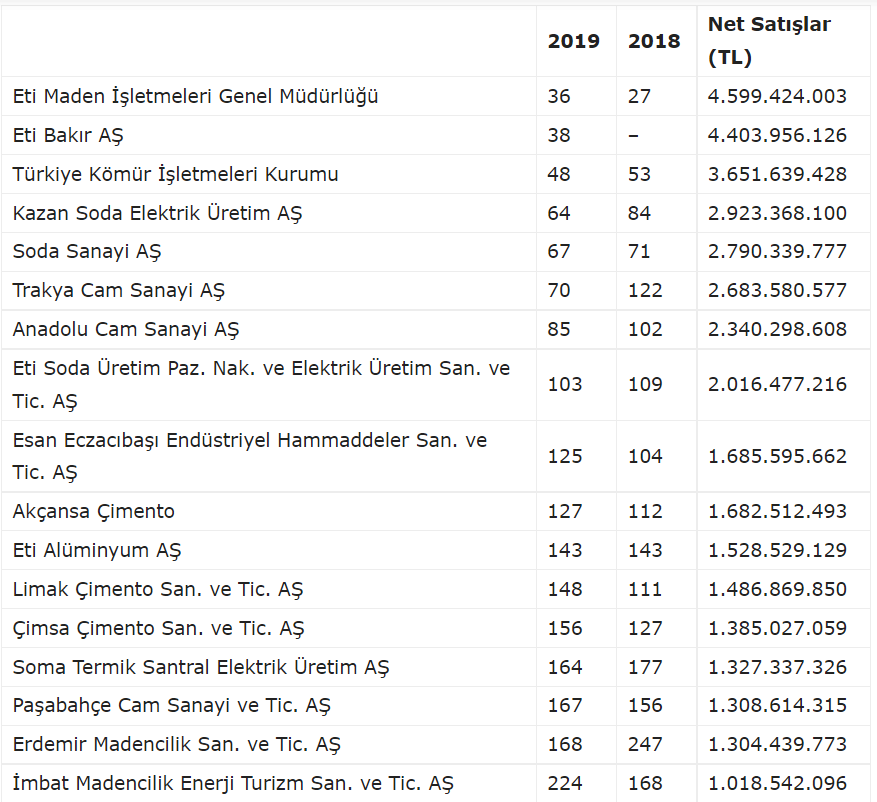 2019 2018 Net Satışlar
(TL)
Eti Maden İşletmeleri Genel Müdürlüğü 36 27 4.599.424.003
Eti Bakır AŞ 38 – 4.403.956.126
Türkiye Kömür İşletmeleri Kurumu 48 53 3.651.639.428
Kazan Soda Elektrik Üretim AŞ 64 84 2.923.368.100
Soda Sanayi AŞ 67 71 2.790.339.777
Trakya Cam Sanayi AŞ 70 122 2.683.580.577
Anadolu Cam Sanayi AŞ 85 102 2.340.298.608
Eti Soda Üretim Paz. Nak. ve Elektrik Üretim San. ve
Tic. AŞ 103 109 2.016.477.216
Esan Eczacıbaşı Endüstriyel Hammaddeler San. ve
Tic. AŞ 125 104 1.685.595.662
Akçansa Çimento 127 112 1.682.512.493
Eti Alüminyum AŞ 143 143 1.528.529.129
Limak Çimento San. ve Tic. AŞ 148 111 1.486.869.850
Çimsa Çimento San. ve Tic. AŞ 156 127 1.385.027.059
Soma Termik Santral Elektrik Üretim AŞ 164 177 1.327.337.326
Paşabahçe Cam Sanayi ve Tic. AŞ 167 156 1.308.614.315
Erdemir Madencilik San. ve Tic. AŞ 168 247 1.304.439.773
İmbat Madencilik Enerji Turizm San. ve Tic. AŞ 224 168 1.018.542.096